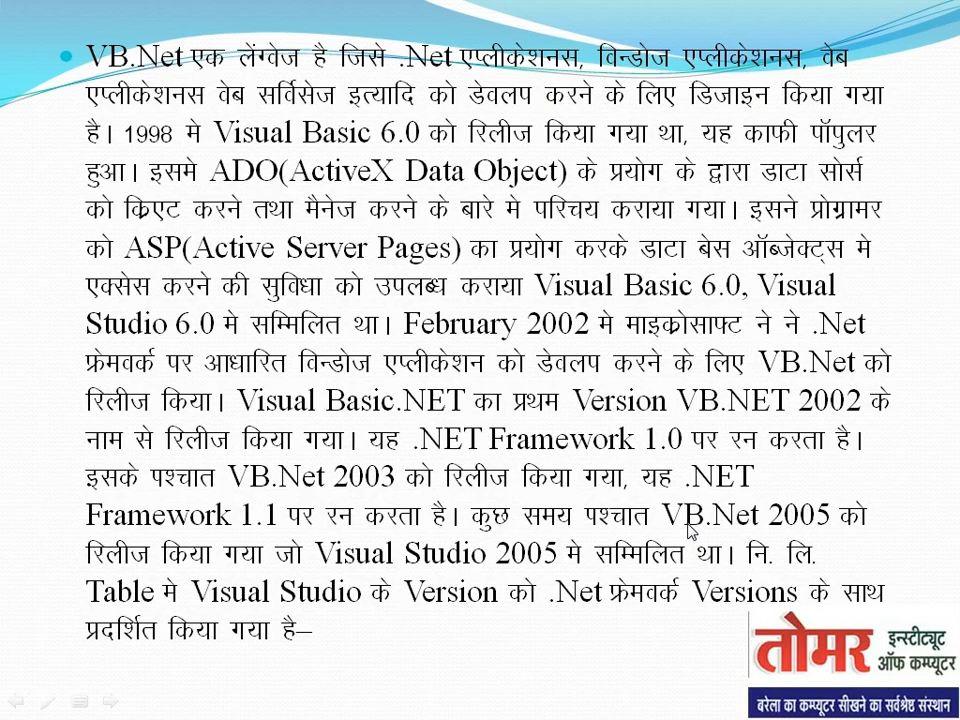 VB.Net एक लेंग्वेज है जिसे .Net एप्लीकेशनस, विन्डोज एप्लीकेशनस, वेब
एप्लीकेशनस वेब सर्विसेज इत्यादि को डेवलप करने के लिए डिजाइन किया गया
है। 1998 मे Visual Basic 6.0 को रिलीज किया गया था, यह काफी पॉपुलर
हुआ। इसमे ADO(ActiveX Data Object) के प्रयोग के द्वारा डाटा सोर्स
को क्रिएट करने तथा मैनेज करने के बारे मे परिचय कराया गया। इसने प्रोग्रामर
को ASP(Active Server Pages) का प्रयोग करके डाटा बेस ऑब्जेक्ट्स मे
एक्सेस करने की सुविधा को उपलब्ध कराया Visual Basic 6.0, Visual
Studio 6.0 मे सम्मिलित था। February 2002 मे माइक्रोसाफ्ट ने ने .Net
फ्रेमवर्क पर आधारित विन्डोज एप्लीकेशन को डेवलप करने के लिए VB.Net को
रिलीज किया। Visual Basic.NET का प्रथम Version VB.NET 2002 के
नाम से रिलीज किया गया। यह .NET Framework 1.0 पर रन करता है।
इसके पश्चात VB.Net 2003 को रिलीज किया गया, यह .NET
Framework 1.1 पर रन करता है। कुछ समय पश्चात VB.Net 2005 को
रिलीज किया गया जो Visual Studio 2005 मे सम्मिलित था। नि. लि.
Table मे Visual Studio के Version को .Net फ्रेमवर्क Versions के साथ
प्रदर्शित किया गया है–
तोमर इन्स्टीट्यूट
ऑफ कम्प्यूटर
बरेला का कम्प्यूटर सीखने का सर्वश्रेष्ठ संस्थान